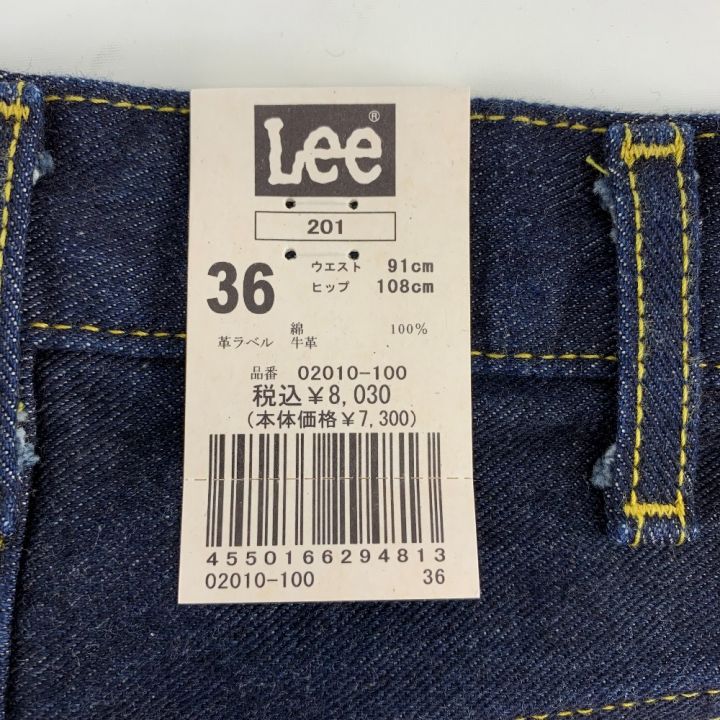 Lee®
201
36
ウエスト 91cm
ヒップ 108cm
綿 100%
革ラベル 牛革
品番 02010-100
税込¥8,030
(本体価格¥7,300)
4550166294813
02010-100 36